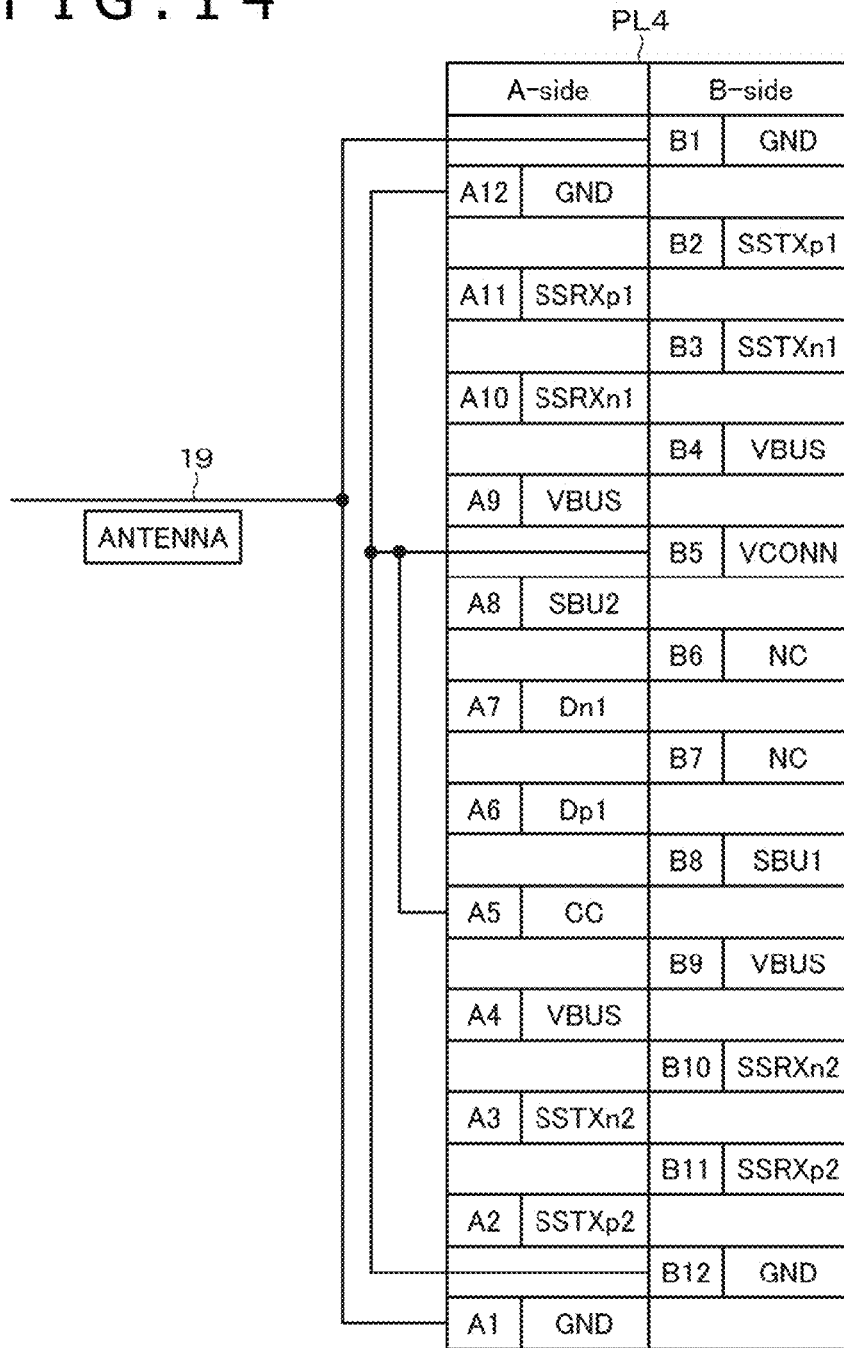 FIG.14
PL4
A-side B-side
B1 GND
A12 GND
B2 SSTXp1
A11 SSRXp1
B3 SSTXn1
A10 SSRXn1
B4 VBUS
19
A9 VBUS
ANTENNA
B5 VCONN
A8 SBU2
B6 NC
A7 Dn1
B7 NC
A6 Dp1
B8 SBU1
A5 CC
B9 VBUS
A4 VBUS
B10 SSRXn2
A3 SSTXn2
B11 SSRXp2
A2 SSTXp2
B12 GND
A1 GND